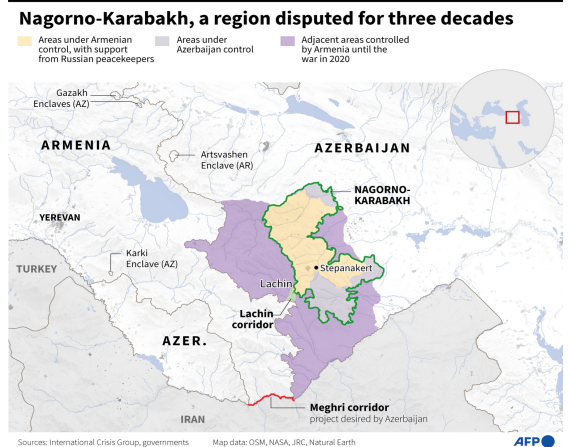 Nagorno-Karabakh, a region disputed for three decades
Areas under Armenian
control, with support
from Russian peacekeepers
Areas under
Azerbaijan control
Adjacent areas controlled
by Armenia until the
war in 2020
Gazakh
Enclaves (AZ)
ARMENIA
Artsvashen
Enclave (AR)
AZERBAIJAN
NAGORNO-
KARABAKH
YEREVAN
Karki
Enclave (AZ)
TURKEY
Stepanakert
Lachin
Lachin
corridor
AZER.
Meghri corridor
project desired by Azerbaijan
IRAN
Sources: International Crisis Group, governments
Map data: OSM, NASA, JRC, Natural Earth
AFP